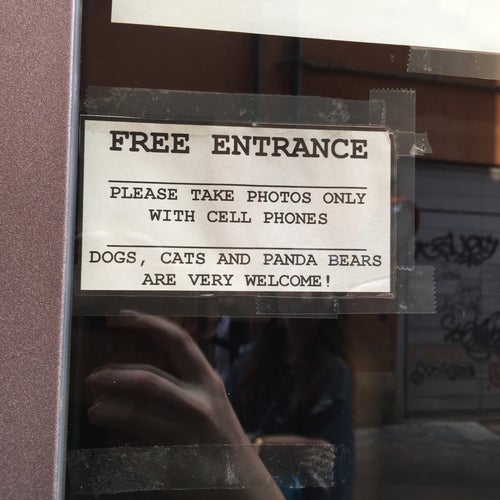 FREE ENTRANCE
PLEASE TAKE PHOTOS ONLY
WITH CELL PHONES
DOGS, CATS AND PANDA BEARS
ARE VERY WELCOME!